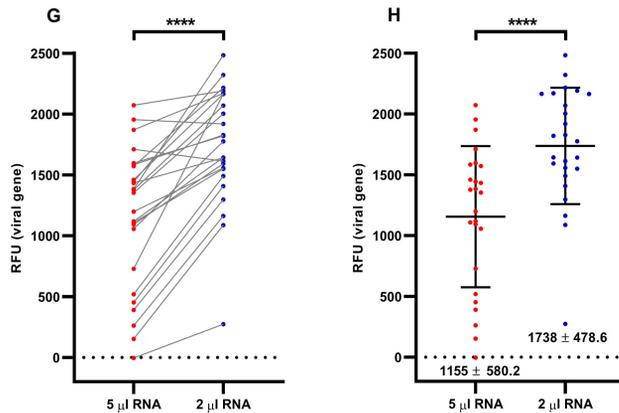 G
****
2500
2000
1500
1000
500
0
RFU (viral gene)
5 μl RNA
2 μl RNA
H
****
2500
2000
1500
1000
500
0
RFU (viral gene)
1738 ± 478.6
1155 ± 580.2
5 μl RNA
2 μl RNA